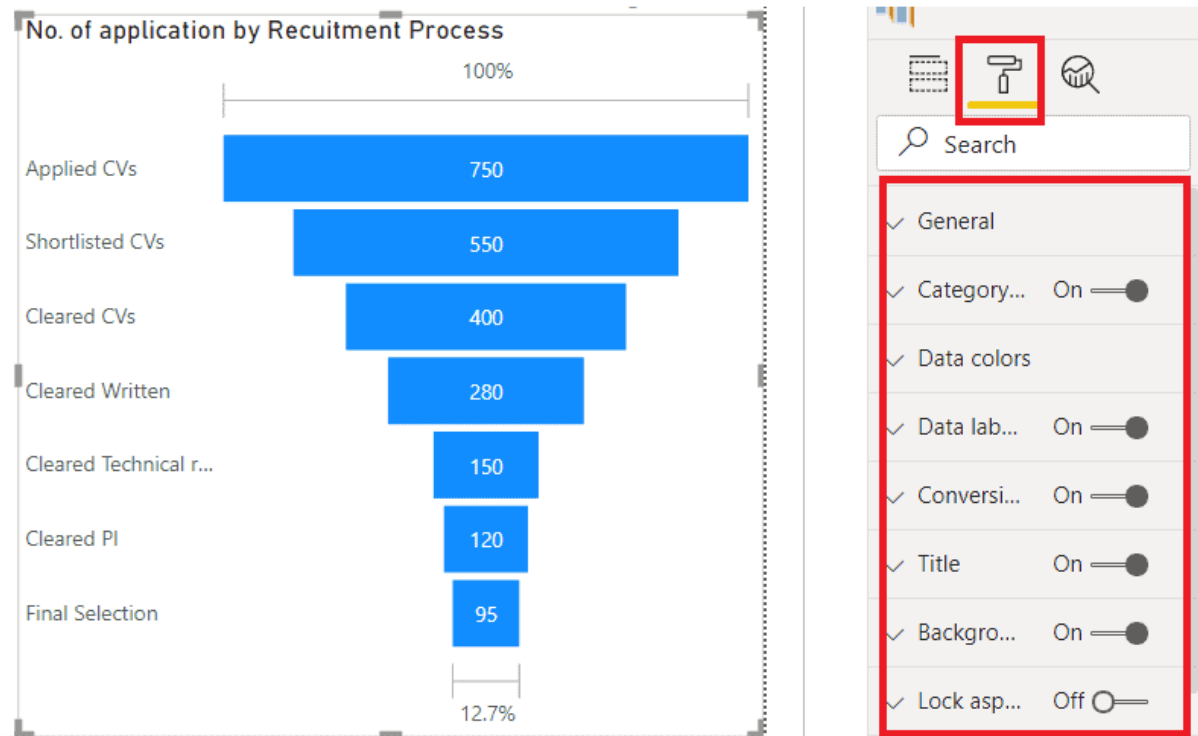 No. of application by Recuitment Process
100%
Applied CVs 750
Shortlisted CVs 550
Cleared CVs 400
Cleared Written 280
Cleared Technical r... 150
Cleared PI 120
Final Selection 95
12.7%
Search
General
Category... On
Data colors
Data lab... On
Conversi... On
Title On
Backgro... On
Lock asp... Off